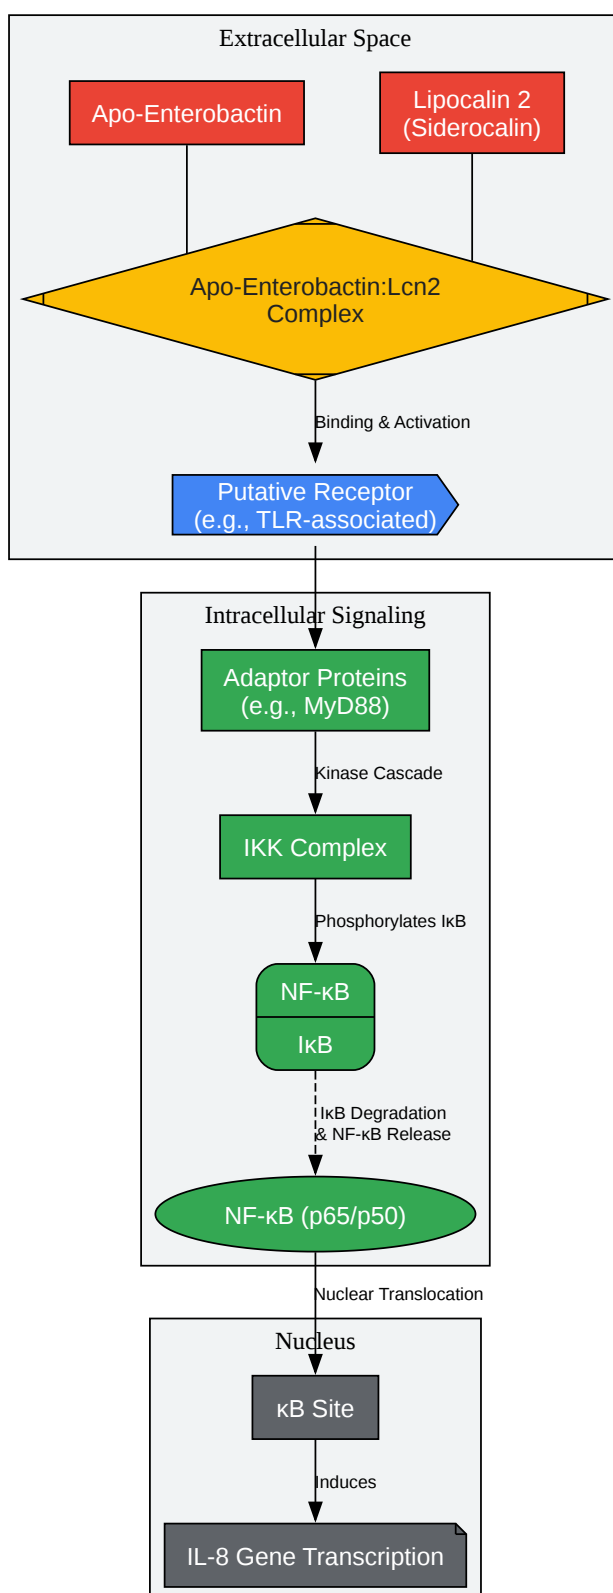 Extracellular Space
Apo-Enterobactin
Lipocalin 2
(Siderocalin)
Apo-Enterobactin:Lcn2
Complex
Binding & Activation
Putative Receptor
(e.g., TLR-associated)
Intracellular Signaling
Adaptor Proteins
(e.g., MyD88)
Kinase Cascade
IKK Complex
Phosphorylates IκB
NF-κB
IκB
IκB Degradation
& NF-κB Release
NF-κB (p65/p50)
Nuclear Translocation
Nucleus
κB Site
Induces
IL-8 Gene Transcription